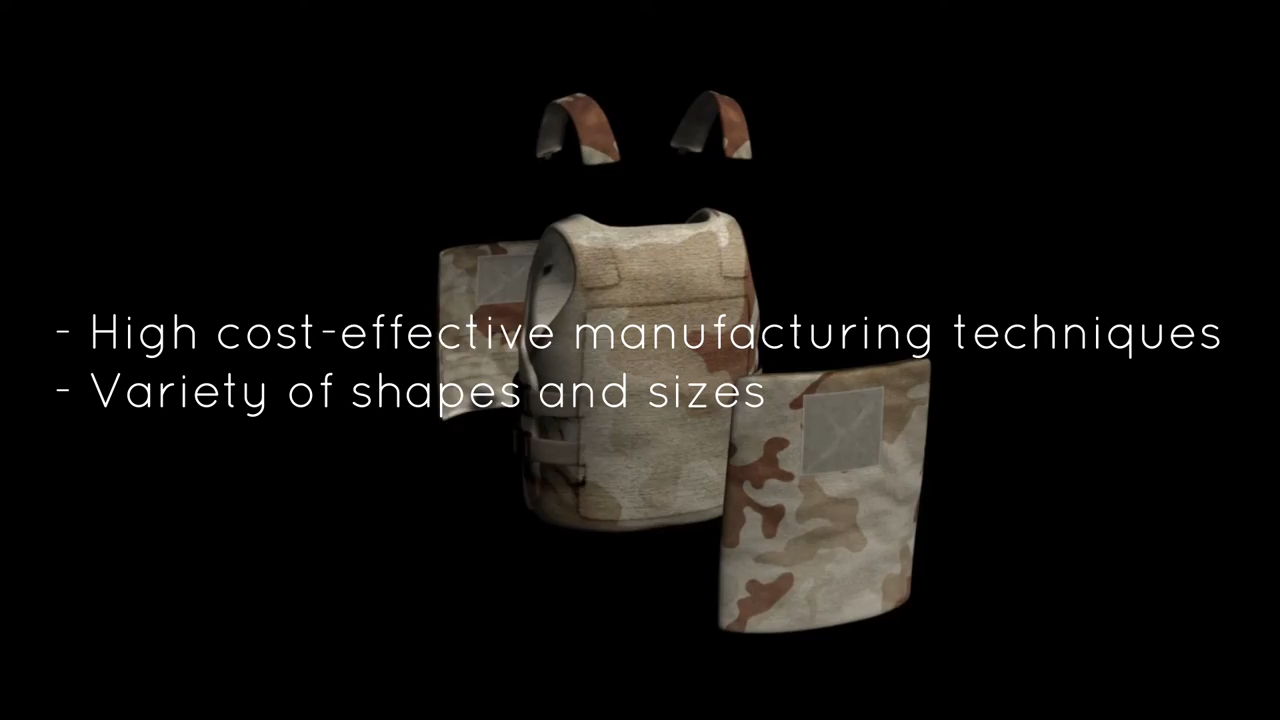 - High cost-effective manufacturing techniques
- Variety of shapes and sizes